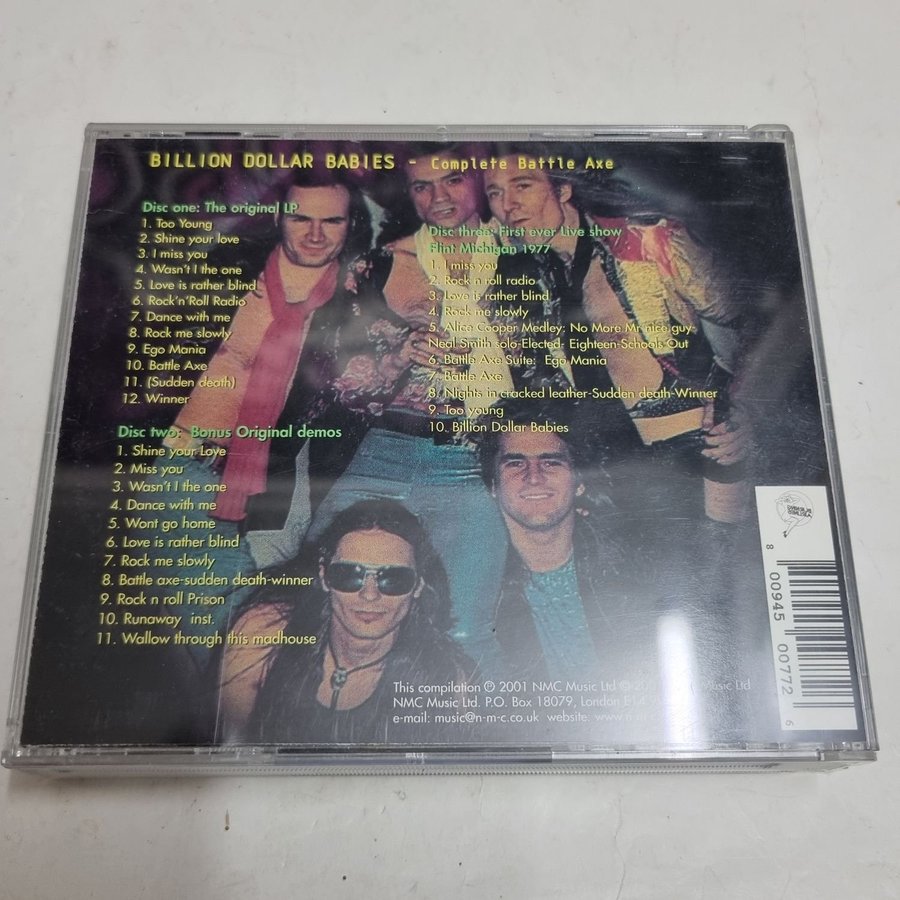 BILLION DOLLAR BABIES - Complete Battle Axe
Disc one: The original LP
1. Too Young
2. Shine your love
3. I miss you
4. Wasn't I the one
5. Love is rather blind
6. Rock'n'Roll Radio
7. Dance with me
8. Rock me slowly
9. Ego Mania
10. Battle Axe
11. (Sudden death)
12. Winner
Disc two: Bonus Original demos
1. Shine your Love
2. Miss you
3. Wasn't I the one
4. Dance with me
5. Wont go home
6. Love is rather blind
7. Rock me slowly
8. Battle axe-sudden death-winner
9. Rock n roll Prison
10. Runaway inst.
11. Wallow through this madhouse
Disc three: First ever Live show
Flint Michigan 1977
1. I miss you
2. Rock n roll radio
3. Love is rather blind
4. Rock me slowly
5. Alice Cooper Medley: No More Mr nice guy-
Neal Smith solo-Elected- Eighteen-Schools Out
6. Battle Axe Suite: Ego Mania
7. Battle Axe
8. Nights in cracked leather-Sudden death-Winner
9. Too young
10. Billion Dollar Babies
This compilation ℗ 2001 NMC Music Ltd © Music Ltd
NMC Music Ltd. P.O. Box 18079, London
e-mail: music@n-m-c.co.uk website:
8 00945 00772 6